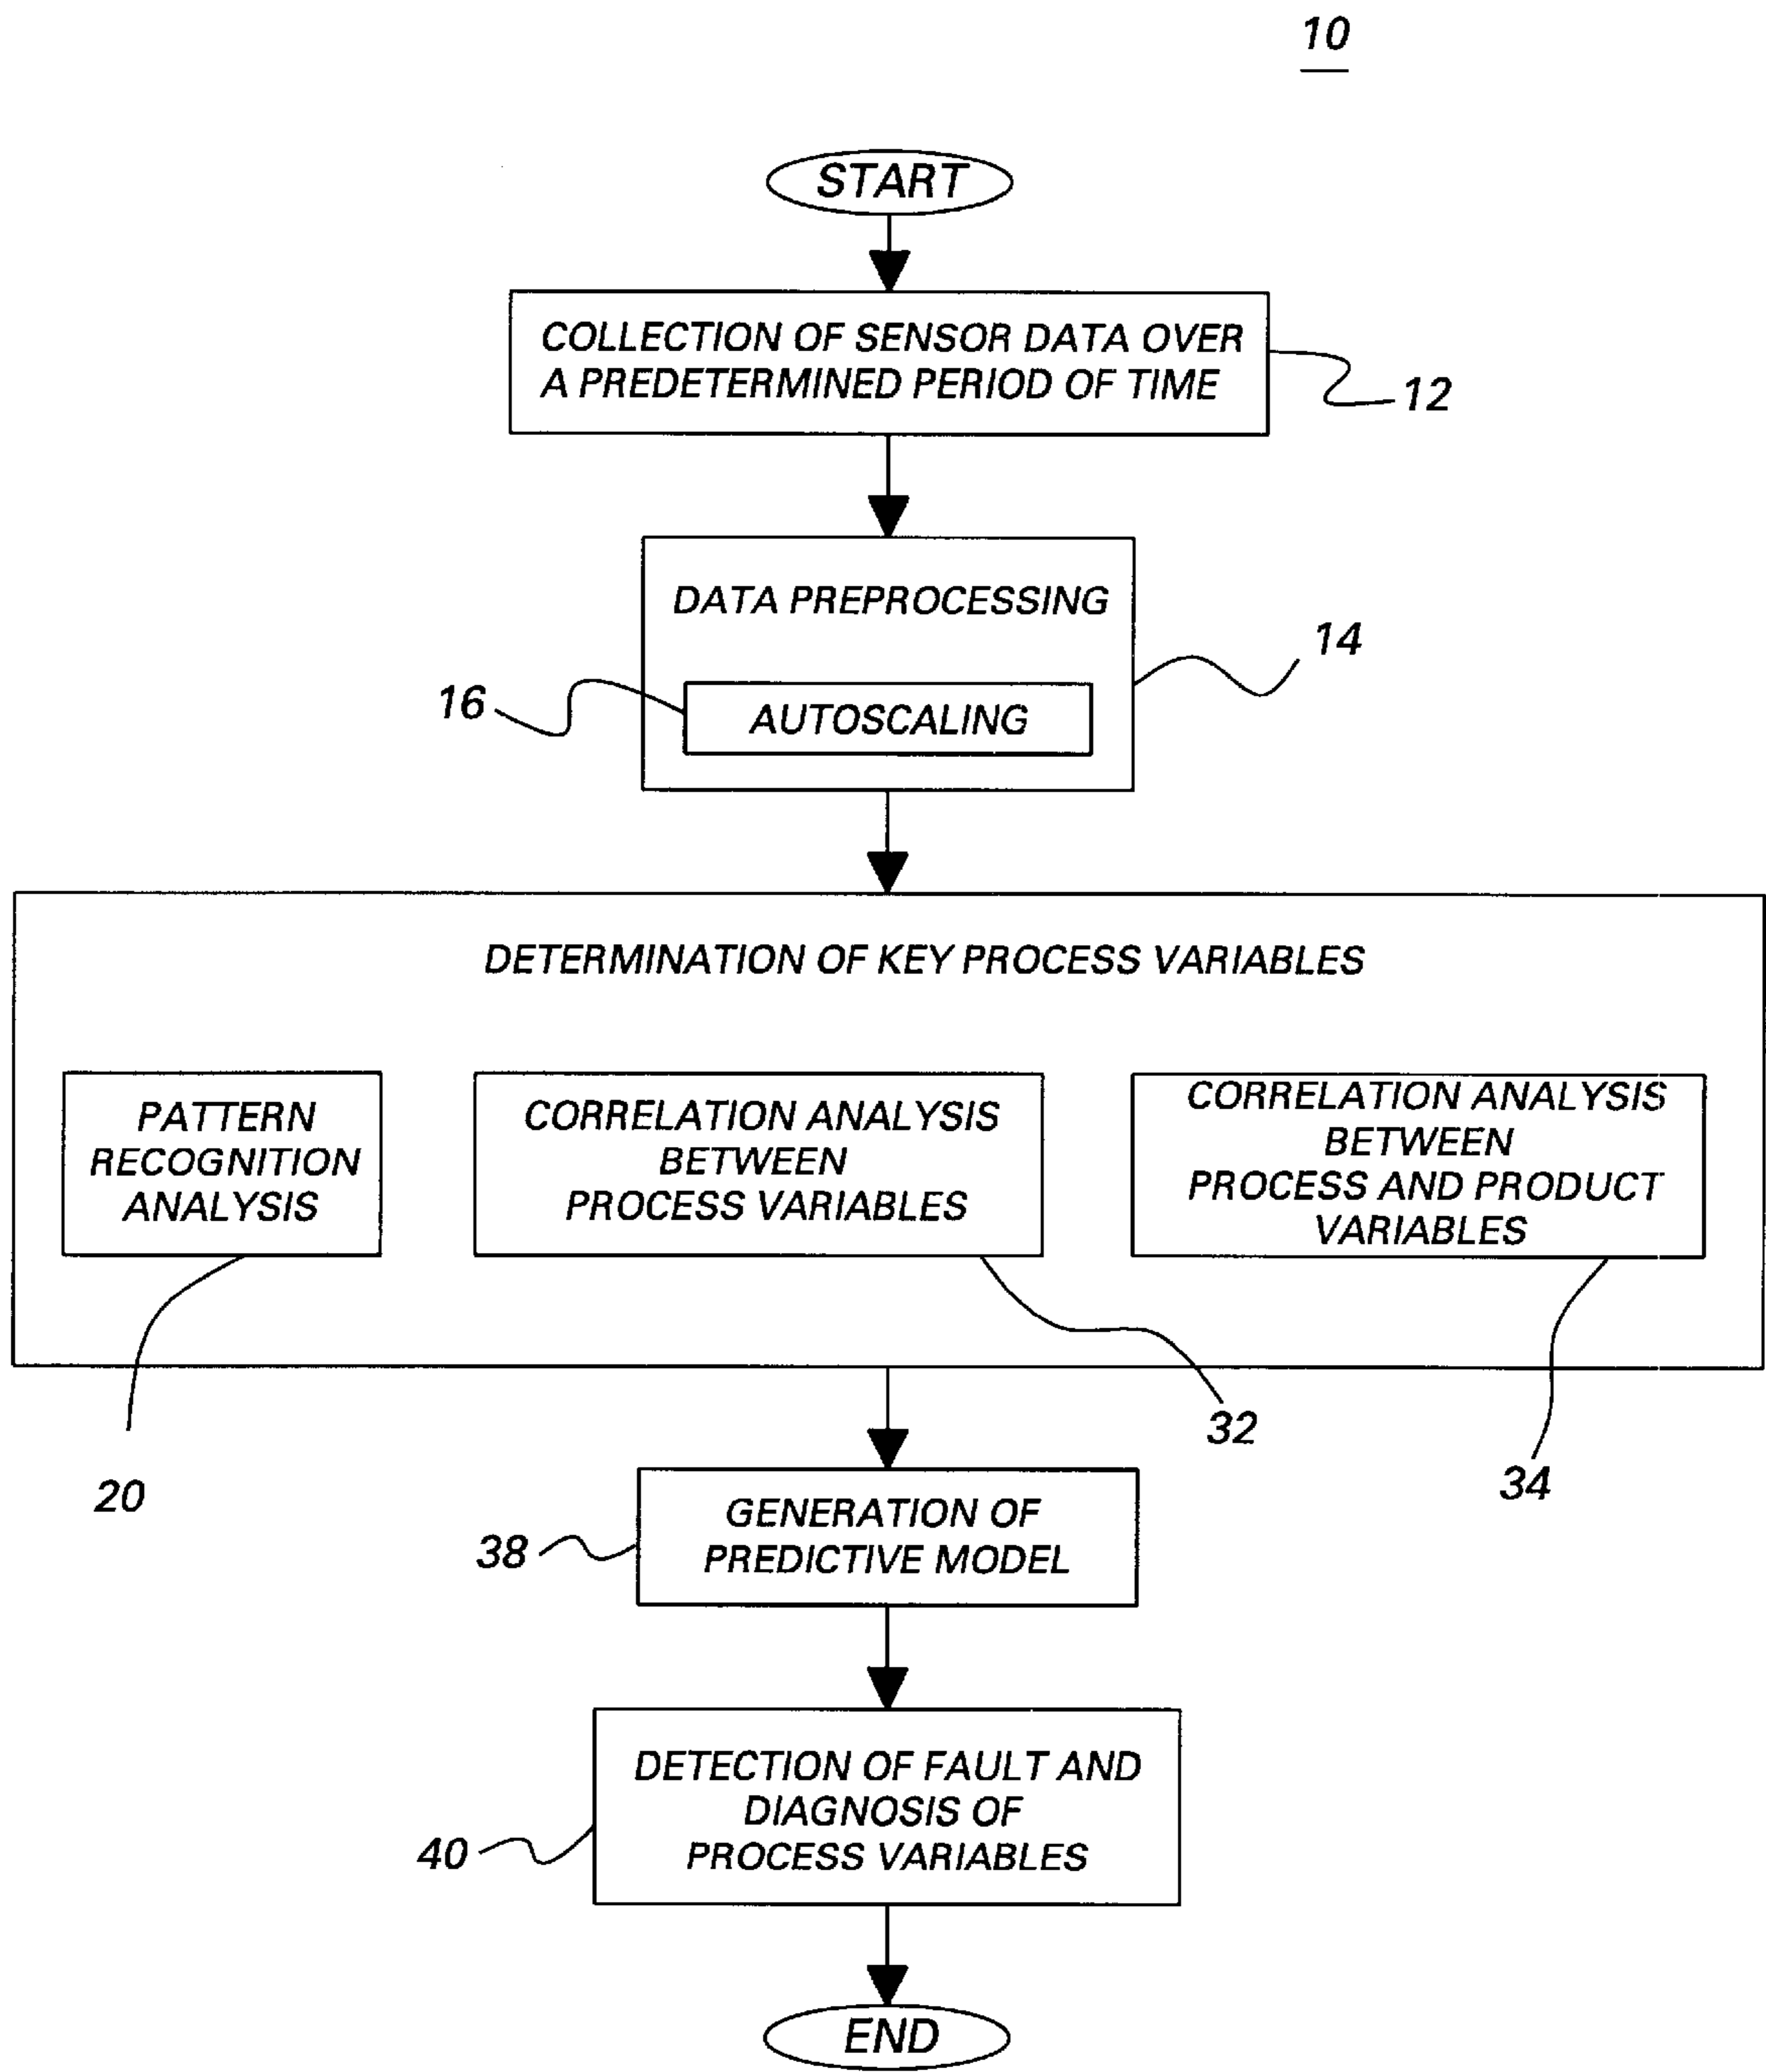 10
START
COLLECTION OF SENSOR DATA OVER
A PREDETERMINED PERIOD OF TIME
12
DATA PREPROCESSING
14
16
AUTOSCALING
DETERMINATION OF KEY PROCESS VARIABLES
PATTERN
RECOGNITION
ANALYSIS
CORRELATION ANALYSIS
BETWEEN
PROCESS VARIABLES
CORRELATION ANALYSIS
BETWEEN
PROCESS AND PRODUCT
VARIABLES
20
32
34
38
GENERATION OF
PREDICTIVE MODEL
DETECTION OF FAULT AND
DIAGNOSIS OF
PROCESS VARIABLES
40
END